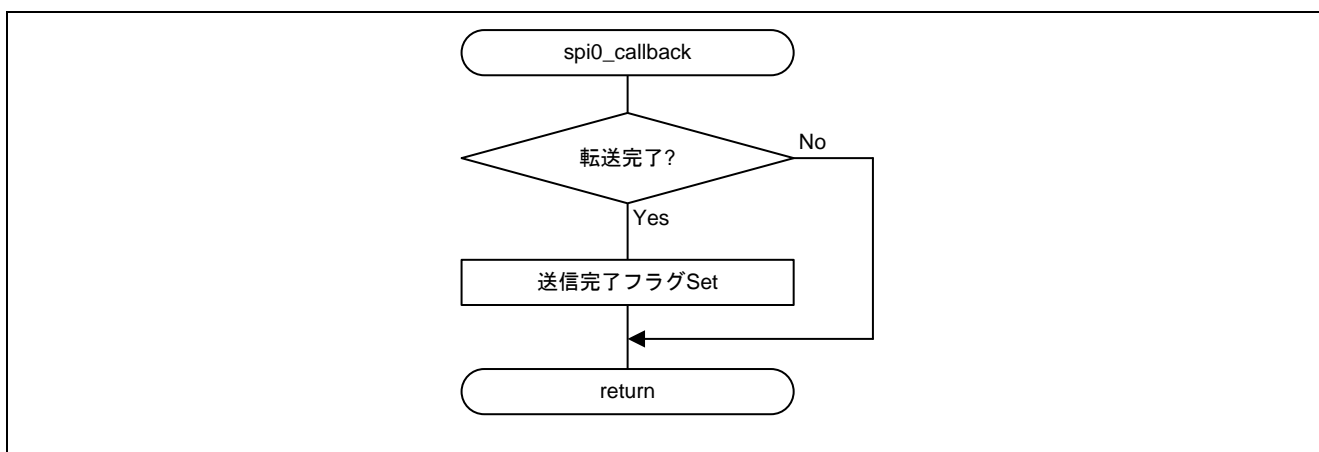 spi0_callback
転送完了?
No
Yes
送信完了フラグSet
return